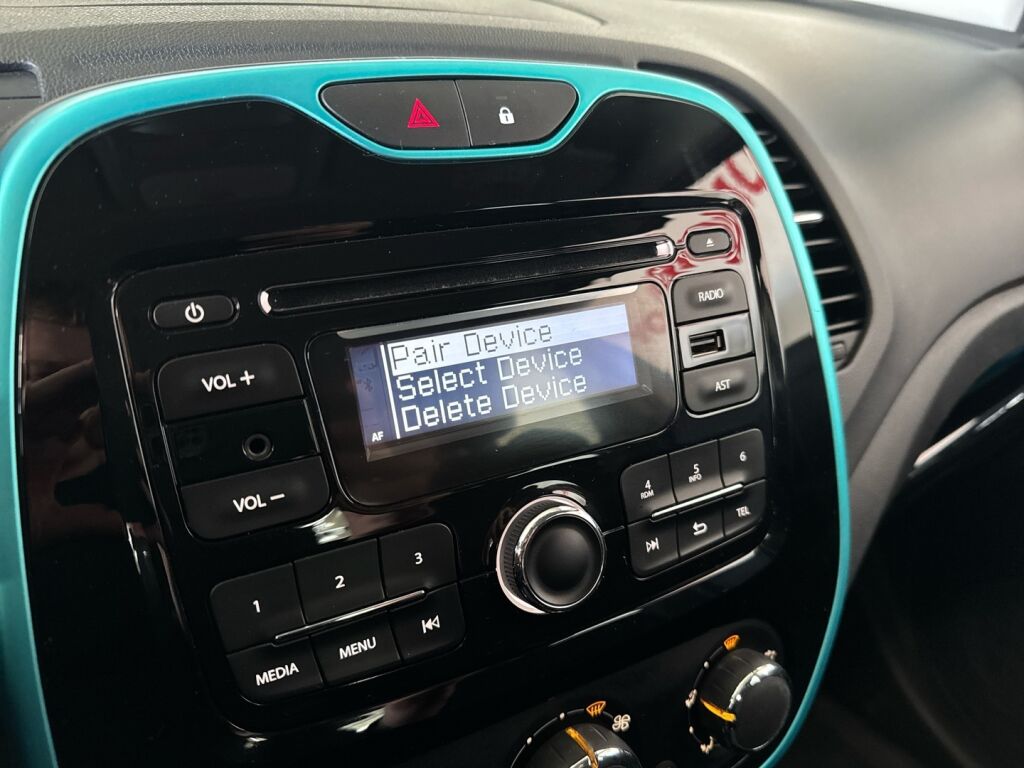 Pair Device
Select Device
Delete Device
AF
VOL +
VOL -
RADIO
AST
1
2
3
MEDIA
MENU
4
RDM
5
INFO
6
TEL